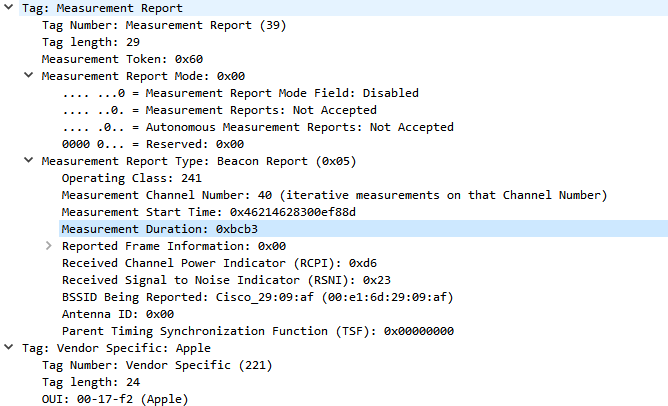 Tag: Measurement Report
Tag Number: Measurement Report (39)
Tag length: 29
Measurement Token: 0x60
Measurement Report Mode: 0x00
.... ...0 = Measurement Report Mode Field: Disabled
.... ..0. = Measurement Reports: Not Accepted
.... .0.. = Autonomous Measurement Reports: Not Accepted
0000 0... = Reserved: 0x00
Measurement Report Type: Beacon Report (0x05)
Operating Class: 241
Measurement Channel Number: 40 (iterative measurements on that Channel Number)
Measurement Start Time: 0x46214628300ef88d
Measurement Duration: 0xbcb3
Reported Frame Information: 0x00
Received Channel Power Indicator (RCPI): 0xd6
Received Signal to Noise Indicator (RSNI): 0x23
BSSID Being Reported: Cisco_29:09:af (00:e1:6d:29:09:af)
Antenna ID: 0x00
Parent Timing Synchronization Function (TSF): 0x00000000
Tag: Vendor Specific: Apple
Tag Number: Vendor Specific (221)
Tag length: 24
OUI: 00-17-f2 (Apple)